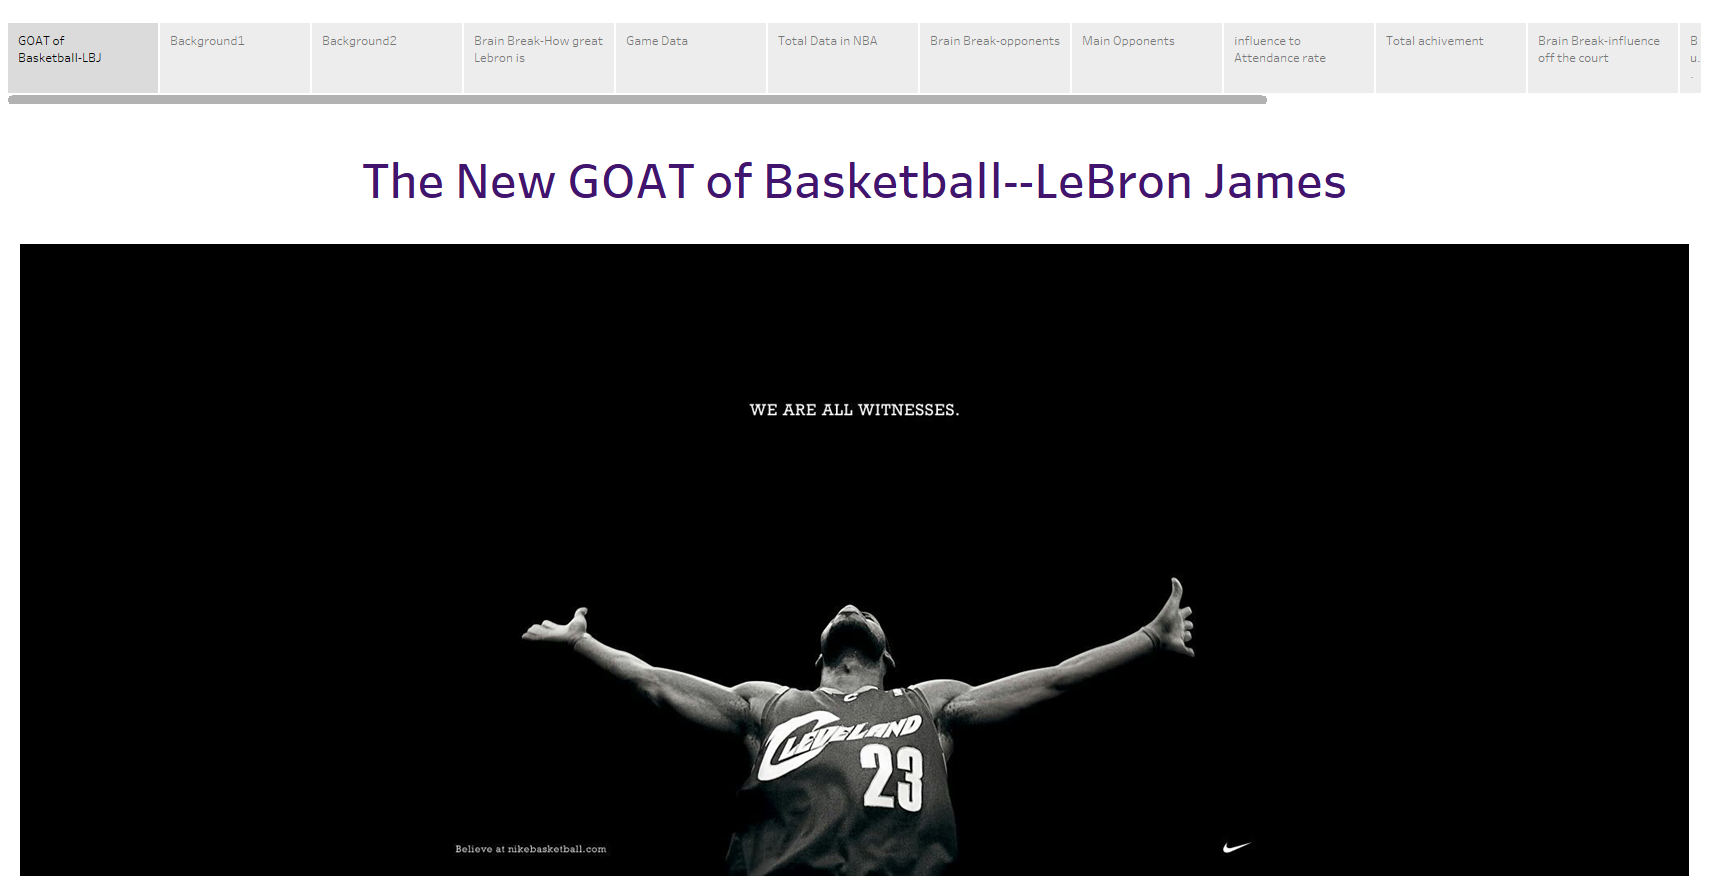 GOAT of
Basketball-LBJ
Background1
Background2
Brain Break-How great
Lebron is
Game Data
Total Data in NBA
Brain Break-opponents
Main Opponents
influence to
Attendance rate
Total achivement
Brain Break-influence
off the court
B
u..
.
The New GOAT of Basketball--LeBron James
WE ARE ALL WITNESSES.
CLEVELAND
23
Believe at nikebasketball.com